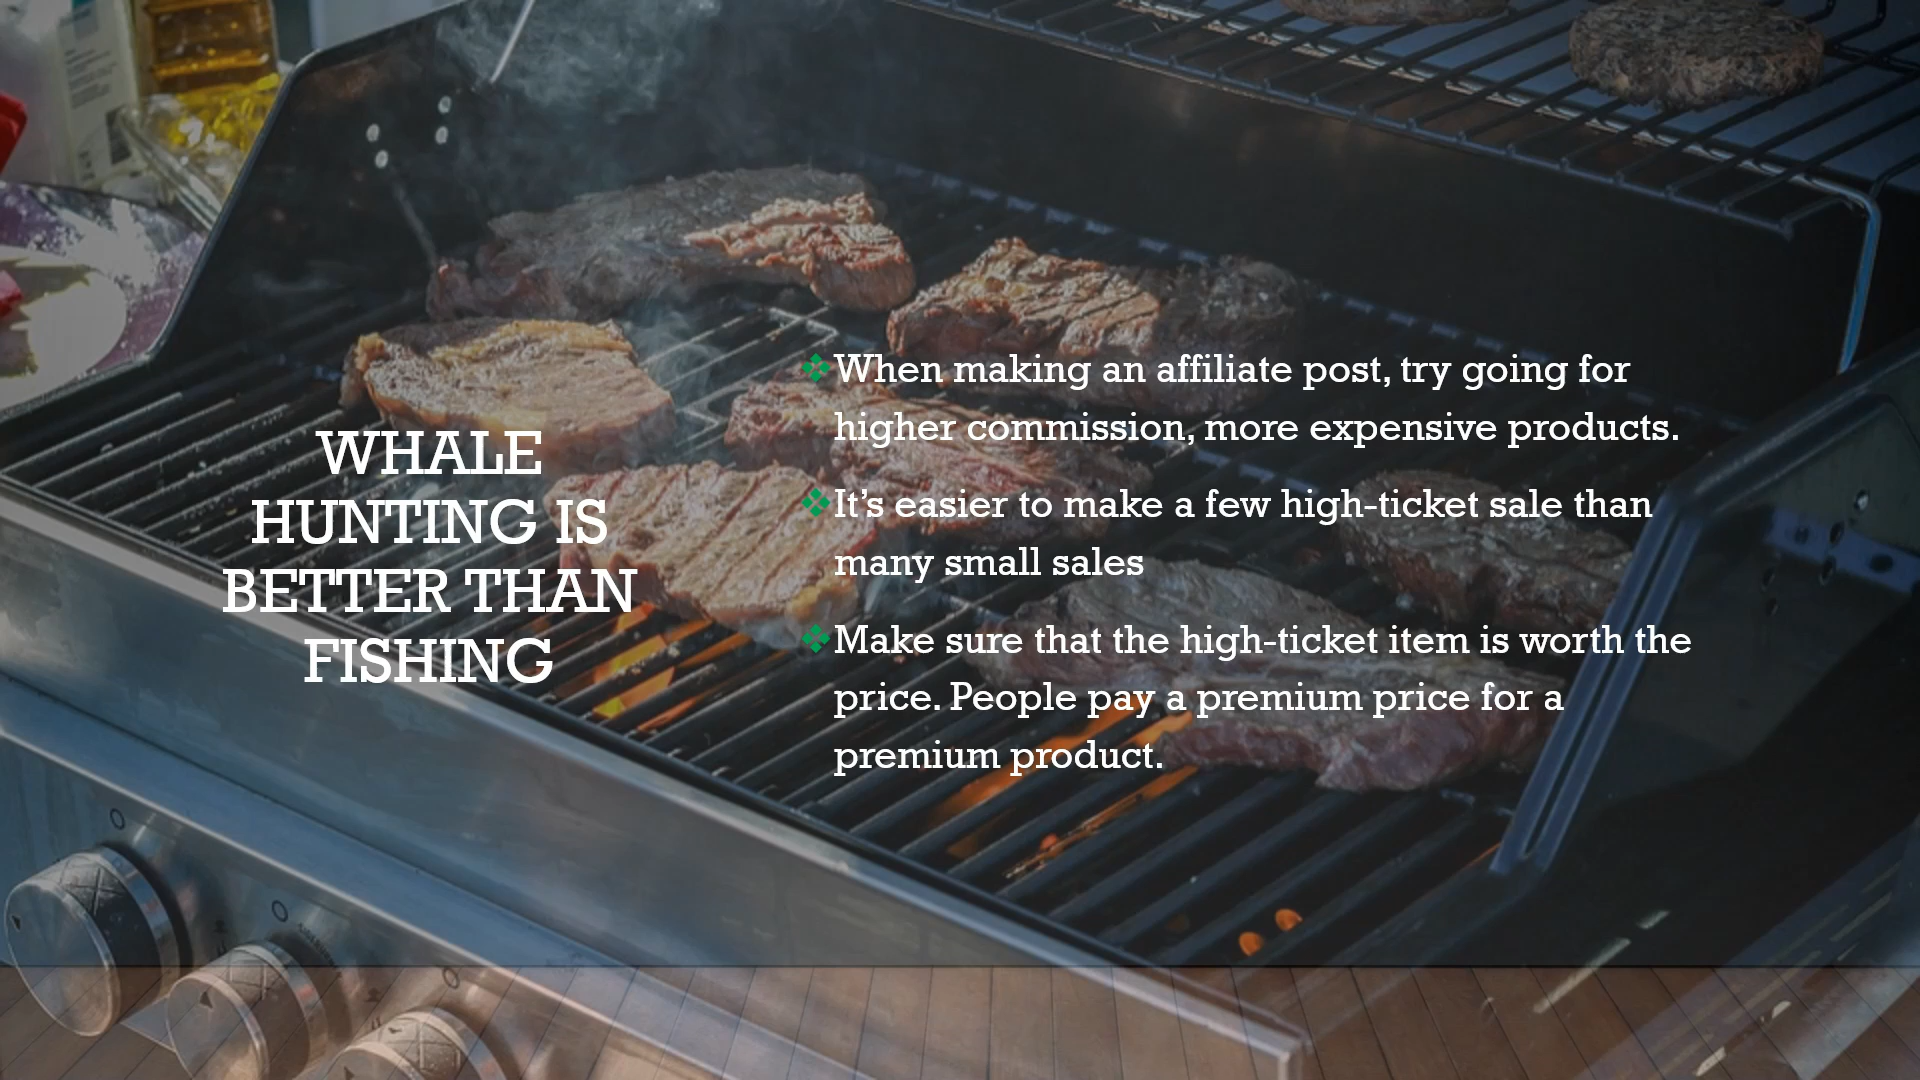 WHALE
HUNTING IS
BETTER THAN
FISHING
When making an affiliate post, try going for
higher commission, more expensive products.
It's easier to make a few high-ticket sale than
many small sales
Make sure that the high-ticket item is worth the
price. People pay a premium price for a
premium product.